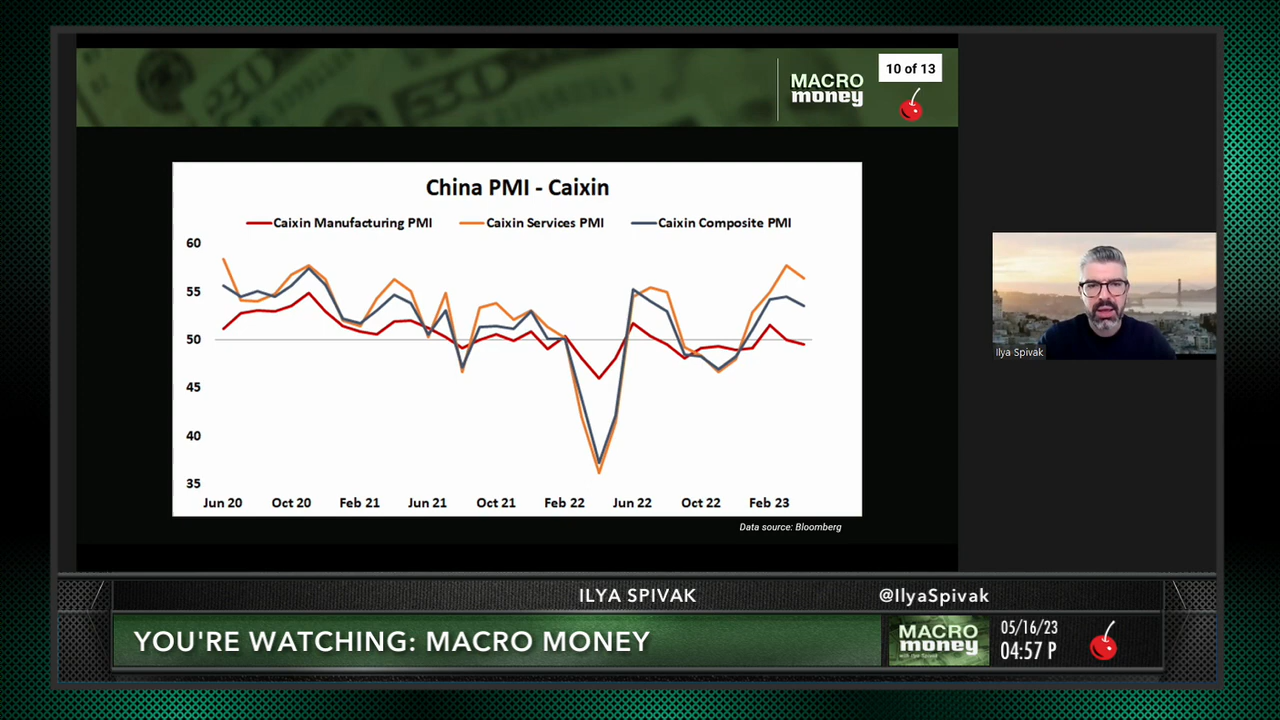 10 of 13
MACRO
money
China PMI - Caixin
Caixin Manufacturing PMI Caixin Services PMI Caixin Composite PMI
60
55
50
45
40
35
Jun 20 Oct 20 Feb 21 Jun 21 Oct 21 Feb 22 Jun 22 Oct 22 Feb 23
Data source: Bloomberg
Ilya Spivak
ILYA SPIVAK @IlyaSpivak
YOU'RE WATCHING: MACRO MONEY
MACRO
money
with Ilya Spivak
05/16/23
04:57 P